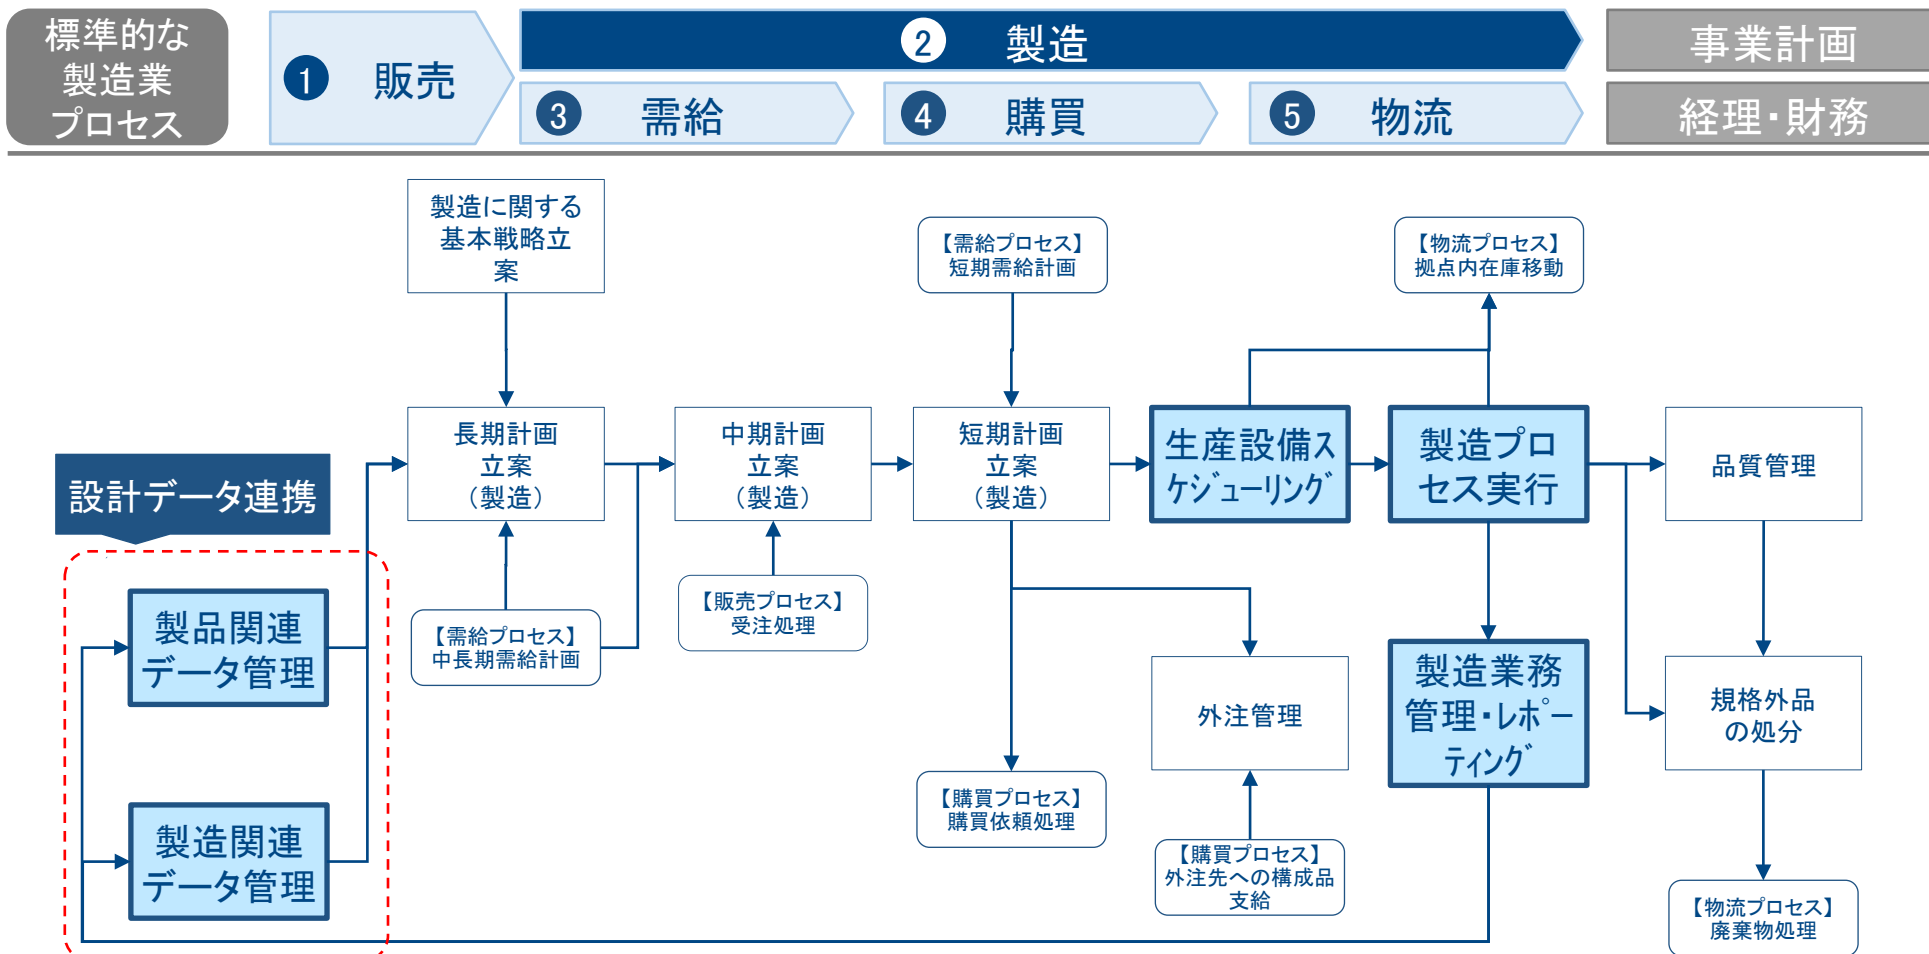 標準的な
製造業
プロセス
1 販売
2 製造
3 需給
4 購買
5 物流
事業計画
経理・財務
製造に関する
基本戦略立
案
【需給プロセス】
短期需給計画
【物流プロセス】
拠点内在庫移動
長期計画
立案
（製造）
中期計画
立案
（製造）
短期計画
立案
（製造）
生産設備ｽ
ｹｼﾞｭｰﾘﾝｸﾞ
製造プロ
セス実行
品質管理
設計データ連携
製品関連
データ管理
【需給プロセス】
中長期需給計画
【販売プロセス】
受注処理
外注管理
製造業務
管理・ﾚﾎﾟｰ
ﾃｨﾝｸﾞ
規格外品
の処分
製造関連
データ管理
【購買プロセス】
購買依頼処理
【購買プロセス】
外注先への構成品
支給
【物流プロセス】
廃棄物処理